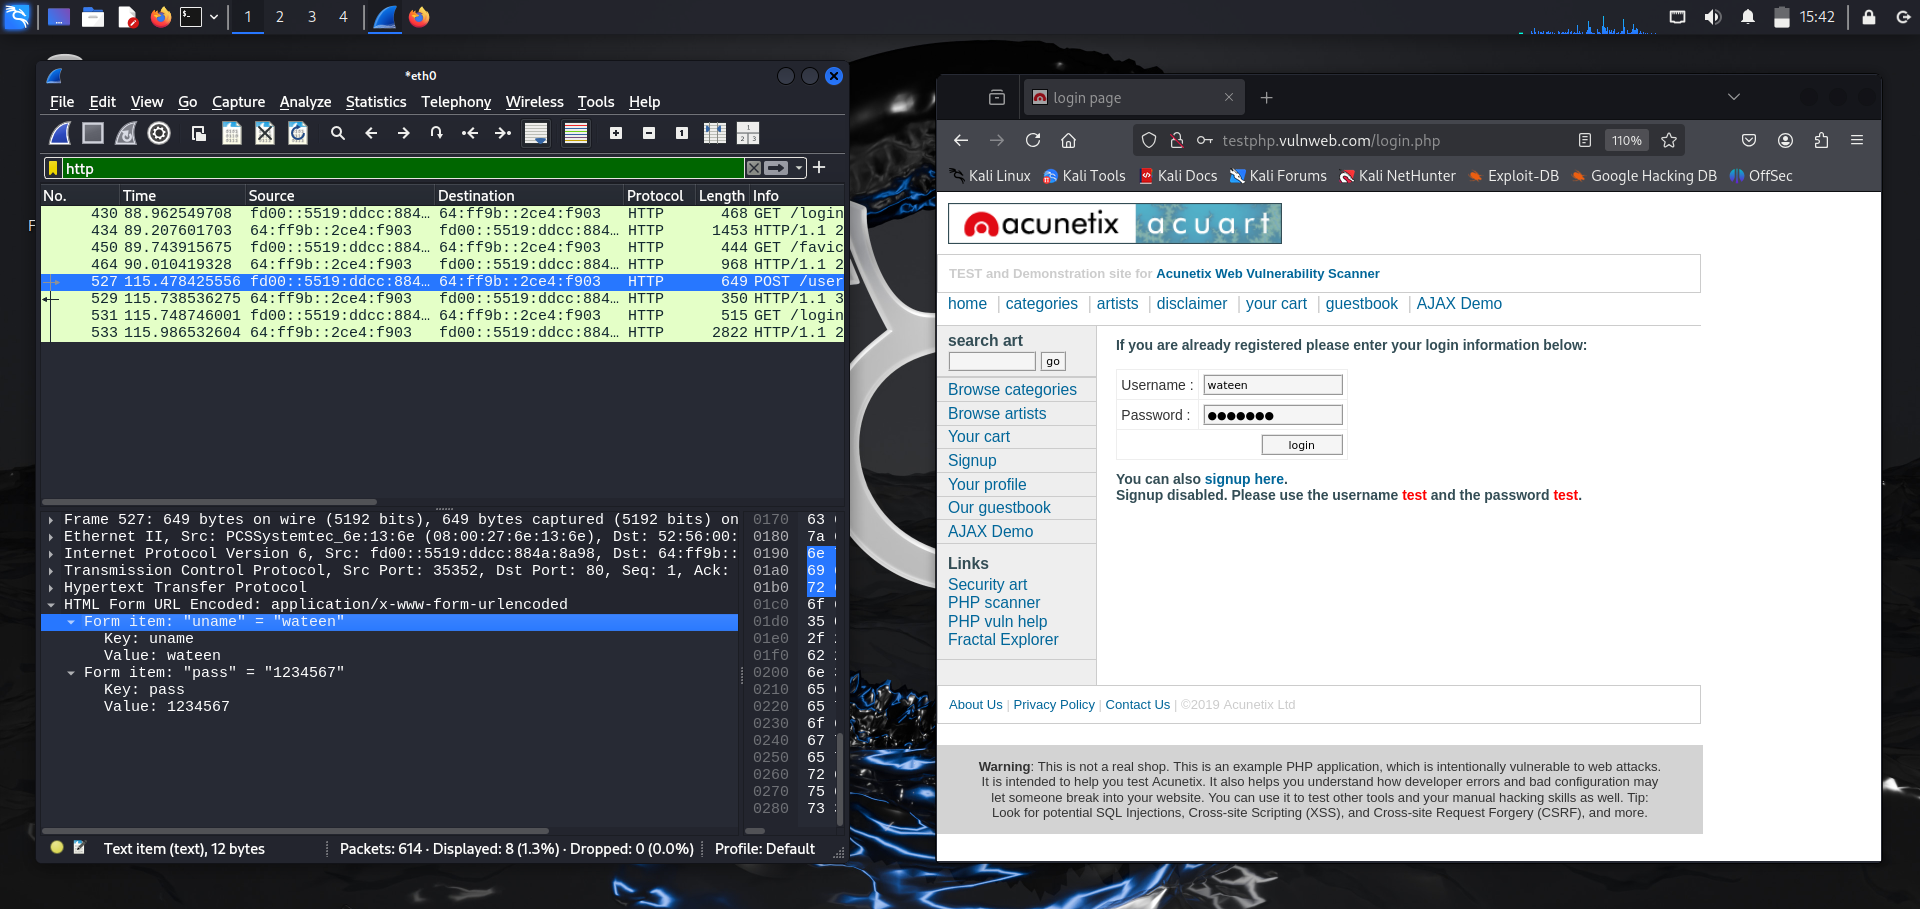 1 2 3 4
15:42
*eth0
File Edit View Go Capture Analyze Statistics Telephony Wireless Tools Help
http
No. Time Source Destination Protocol Length Info
430 88.962549708 fd00::5519:ddcc:884… 64:ff9b::2ce4:f903 HTTP 468 GET /login
434 89.207601703 64:ff9b::2ce4:f903 fd00::5519:ddcc:884… HTTP 1453 HTTP/1.1 2
450 89.743915675 fd00::5519:ddcc:884… 64:ff9b::2ce4:f903 HTTP 444 GET /favic
464 90.010419328 64:ff9b::2ce4:f903 fd00::5519:ddcc:884… HTTP 968 HTTP/1.1 2
527 115.478425556 fd00::5519:ddcc:884… 64:ff9b::2ce4:f903 HTTP 649 POST /user
529 115.738536275 64:ff9b::2ce4:f903 fd00::5519:ddcc:884… HTTP 350 HTTP/1.1 3
531 115.748746001 fd00::5519:ddcc:884… 64:ff9b::2ce4:f903 HTTP 515 GET /login
533 115.986532604 64:ff9b::2ce4:f903 fd00::5519:ddcc:884… HTTP 2822 HTTP/1.1 2
Frame 527: 649 bytes on wire (5192 bits), 649 bytes captured (5192 bits) on
Ethernet II, Src: PCSSystemtec_6e:13:6e (08:00:27:6e:13:6e), Dst: 52:56:00:
Internet Protocol Version 6, Src: fd00::5519:ddcc:884a:8a98, Dst: 64:ff9b::
Transmission Control Protocol, Src Port: 35352, Dst Port: 80, Seq: 1, Ack:
Hypertext Transfer Protocol
HTML Form URL Encoded: application/x-www-form-urlencoded
Form item: "uname" = "wateen"
Key: uname
Value: wateen
Form item: "pass" = "1234567"
Key: pass
Value: 1234567
0170 63
0180 7a
0190 6e
01a0 69
01b0 72
01c0 6f
01d0 35
01e0 2f
01f0 62
0200 6e
0210 65
0220 65
0230 6f
0240 67
0250 65
0260 72
0270 75
0280 73
Text item (text), 12 bytes
Packets: 614 · Displayed: 8 (1.3%) · Dropped: 0 (0.0%)
Profile: Default
F
login page
testphp.vulnweb.com/login.php
110%
Kali Linux Kali Tools Kali Docs Kali Forums Kali NetHunter Exploit-DB Google Hacking DB OffSec
acunetix acuart
TEST and Demonstration site for Acunetix Web Vulnerability Scanner
home | categories | artists | disclaimer | your cart | guestbook | AJAX Demo
search art
go
Browse categories
Browse artists
Your cart
Signup
Your profile
Our guestbook
AJAX Demo
Links
Security art
PHP scanner
PHP vuln help
Fractal Explorer
If you are already registered please enter your login information below:
Username : wateen
Password : ●●●●●●●
login
You can also signup here.
Signup disabled. Please use the username test and the password test.
About Us | Privacy Policy | Contact Us | ©2019 Acunetix Ltd
Warning: This is not a real shop. This is an example PHP application, which is intentionally vulnerable to web attacks.
It is intended to help you test Acunetix. It also helps you understand how developer errors and bad configuration may
let someone break into your website. You can use it to test other tools and your manual hacking skills as well. Tip:
Look for potential SQL Injections, Cross-site Scripting (XSS), and Cross-site Request Forgery (CSRF), and more.